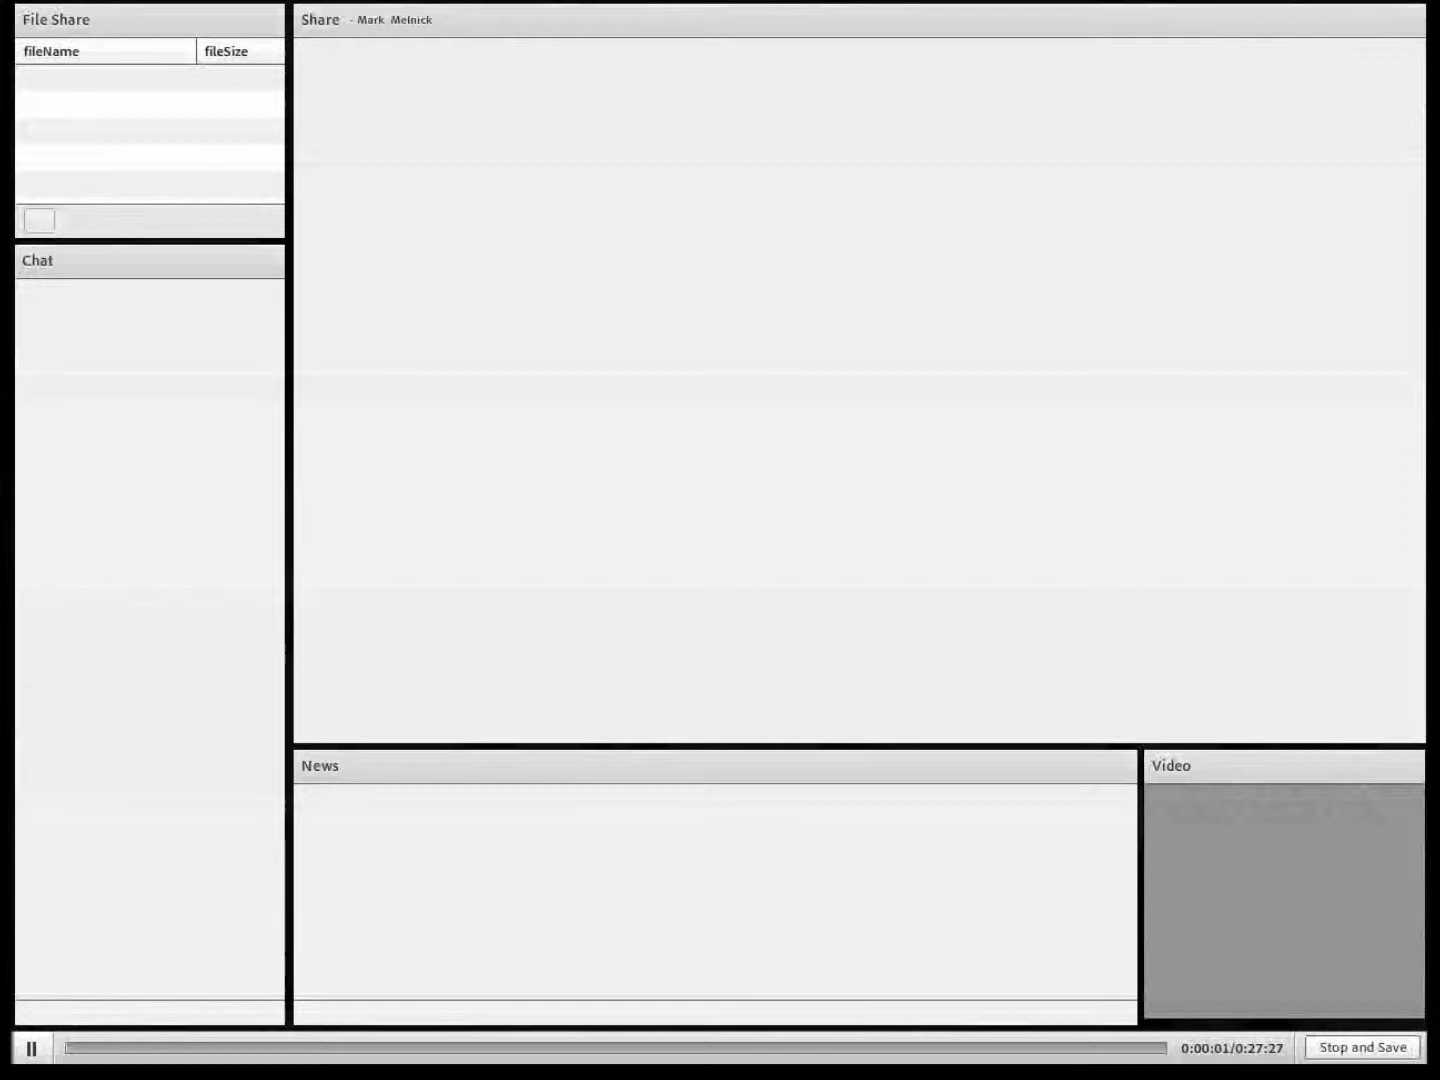 File Share
fileName fileSize
Chat
Share - Mark Melnick
News
Video
0:00:01/0:27:27
Stop and Save